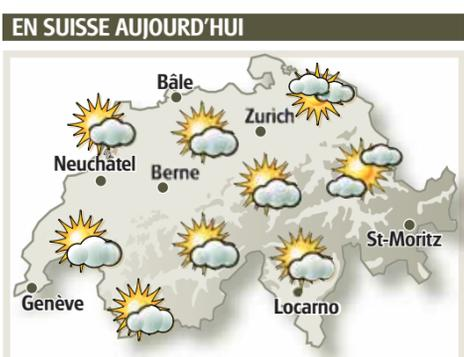 EN SUISSE AUJOURD'HUI
Bâle
Zurich
Neuchâtel
Berne
St-Moritz
Genève
Locarno